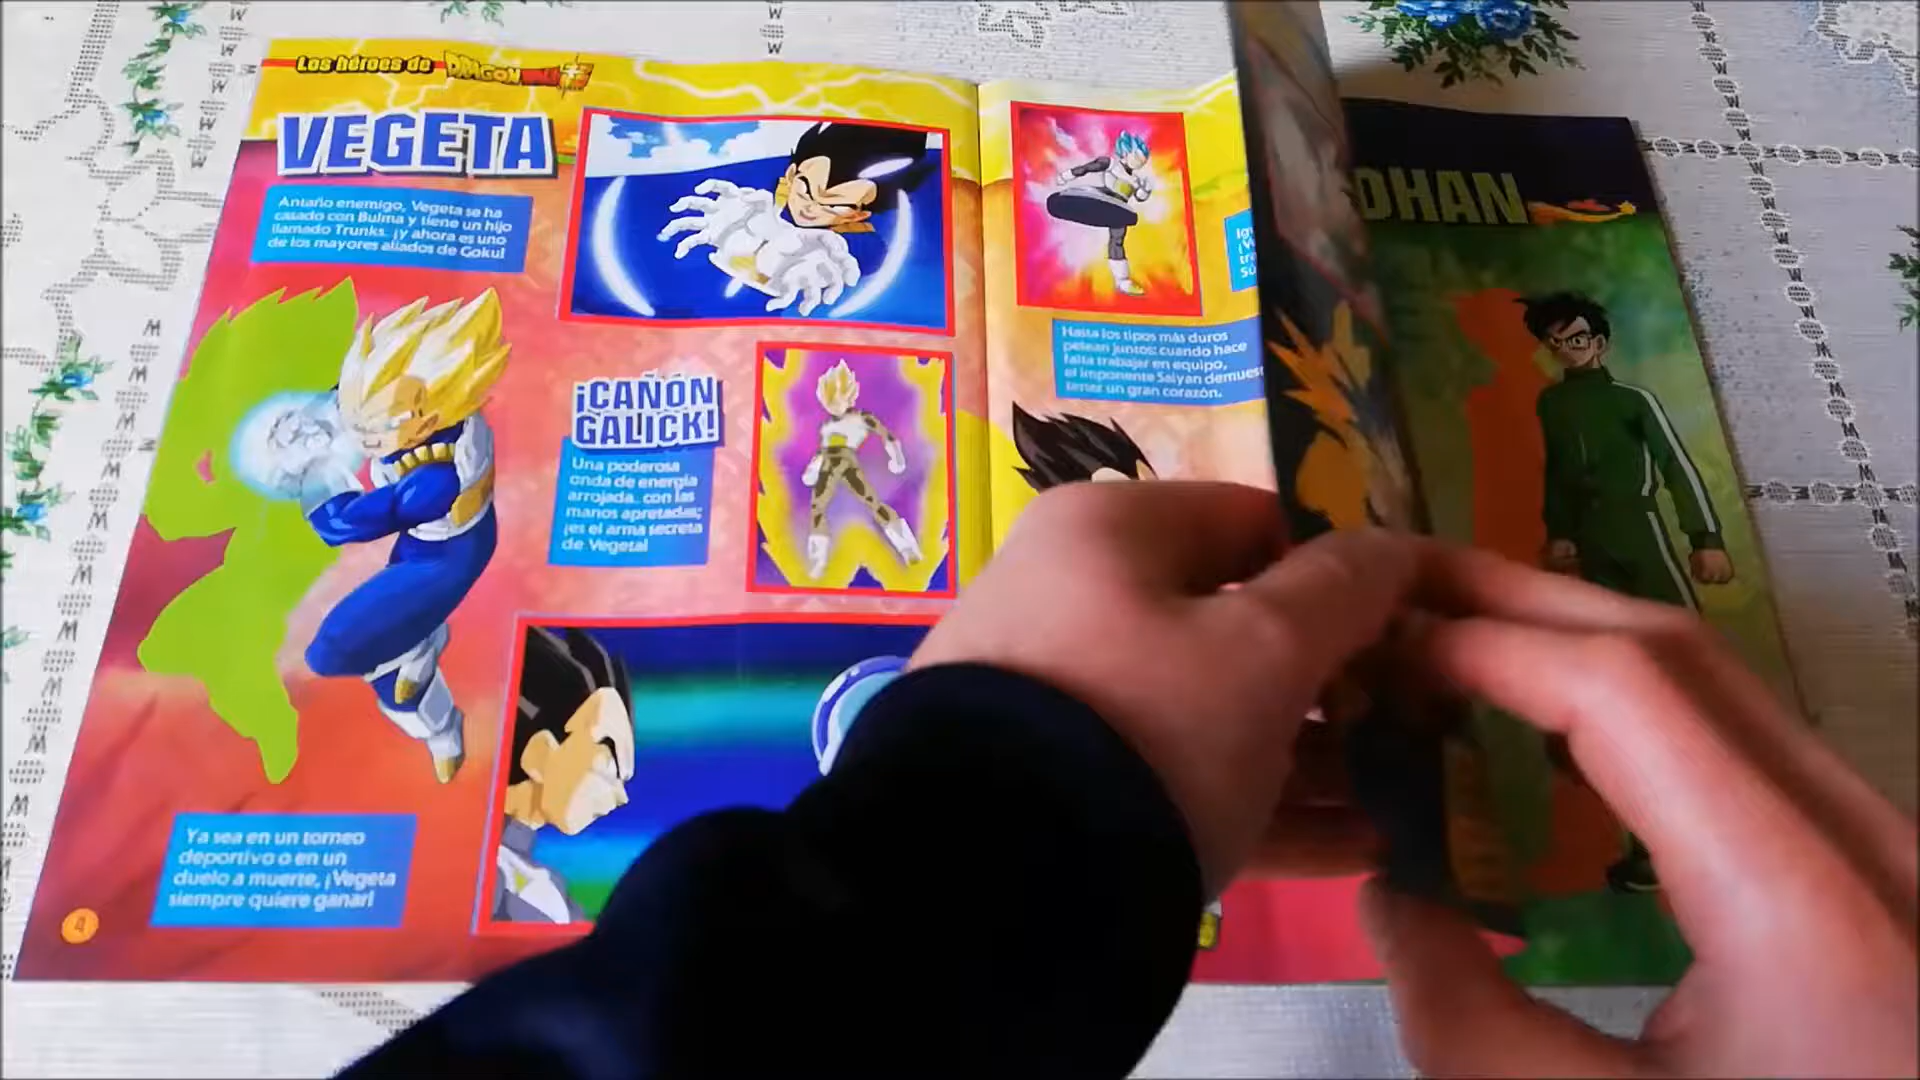 Los héroes de DRAGON BALL
VEGETA
Antaño enemigo, Vegeta se ha
casado con Bulma y tiene un hijo
llamado Trunks. ¡y ahora es uno
de los mayores aliados de Goku!
¡CAÑÓN
GALICK!
Una poderosa
onda de energía
arrojada con las
manos apretadas;
¡es el arma secreta
de Vegeta!
Ya sea en un torneo
deportivo o en un
duelo a muerte, ¡Vegeta
siempre quiere ganar!
4
Hasta los tipos más duros
pelean juntos: cuando hace
falta trabajar en equipo,
el imponente Saiyan demues
tener un gran corazón.
OHAN